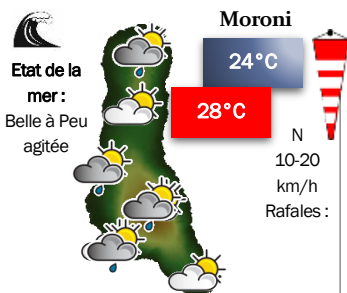 Moroni
24°C
28°C
Etat de la
mer :
Belle à Peu
agitée
N
10-20
km/h
Rafales :